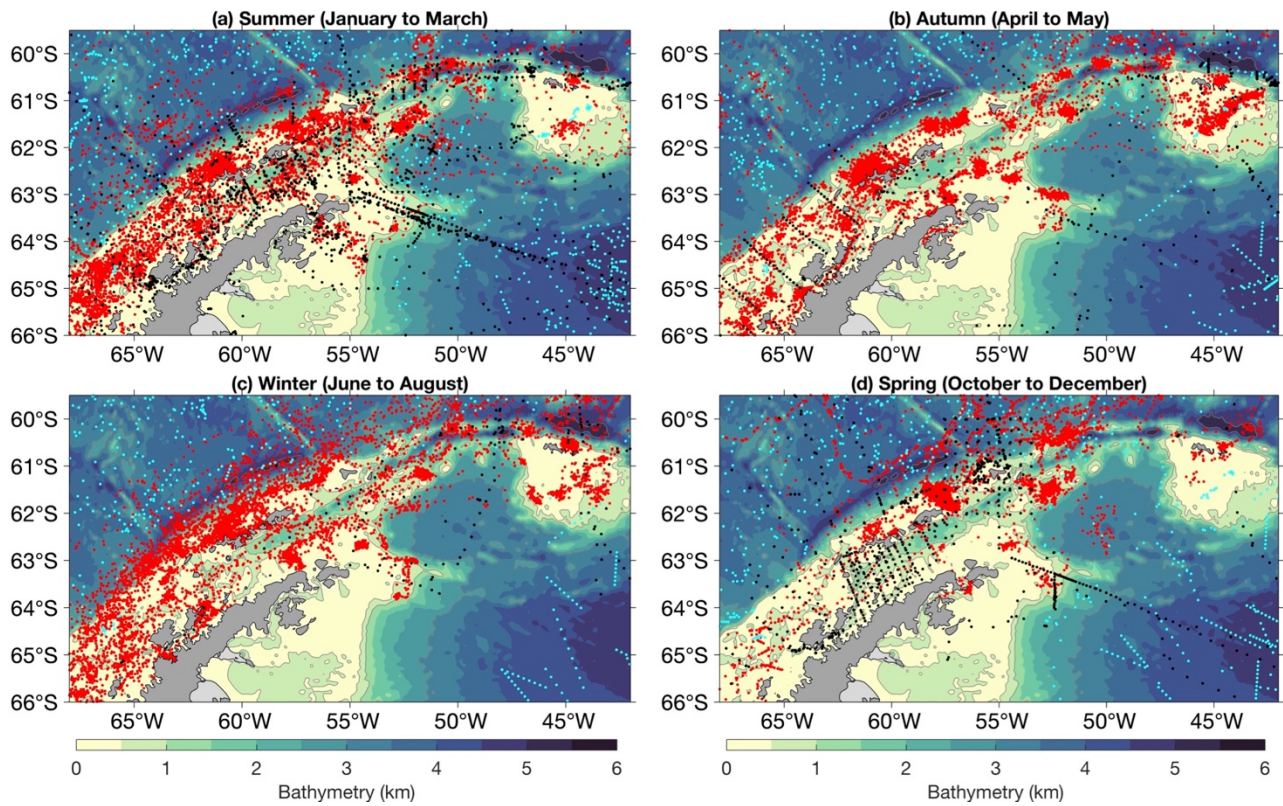 (a) Summer (January to March)
60°S
61°S
62°S
63°S
64°S
65°S
66°S
65°W 60°W 55°W 50°W 45°W
(b) Autumn (April to May)
60°S
61°S
62°S
63°S
64°S
65°S
66°S
65°W 60°W 55°W 50°W 45°W
(c) Winter (June to August)
60°S
61°S
62°S
63°S
64°S
65°S
66°S
65°W 60°W 55°W 50°W 45°W
(d) Spring (October to December)
60°S
61°S
62°S
63°S
64°S
65°S
66°S
65°W 60°W 55°W 50°W 45°W
0 1 2 3 4 5 6
Bathymetry (km)
0 1 2 3 4 5 6
Bathymetry (km)